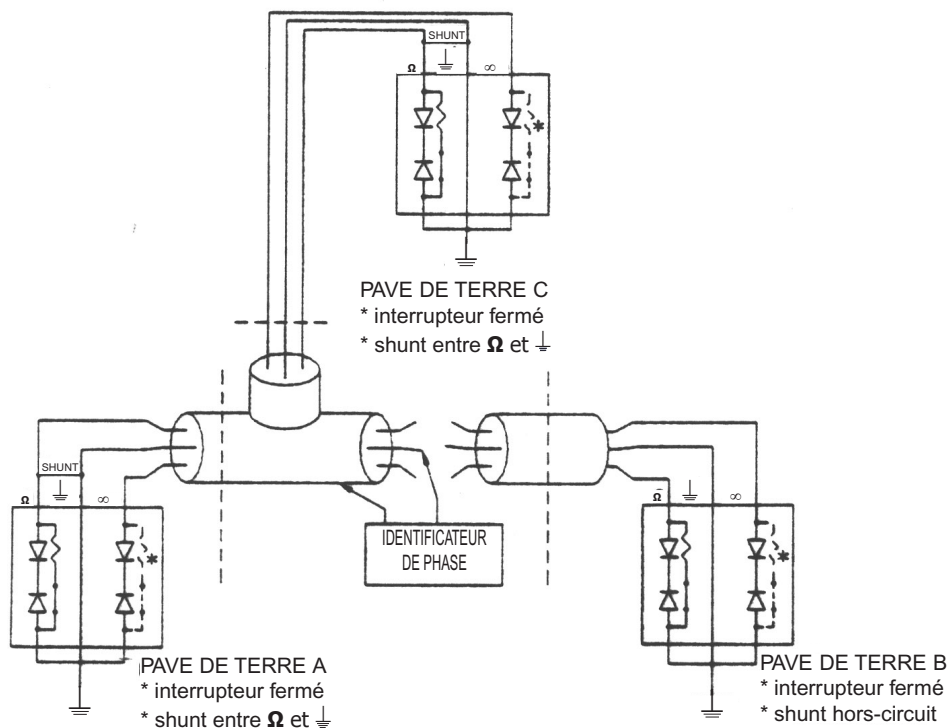 SHUNT
Ω ∞
*
PAVE DE TERRE C
* interrupteur fermé
* shunt entre Ω et ⏚
SHUNT
Ω ∞
*
IDENTIFICATEUR
DE PHASE
Ω ∞
*
PAVE DE TERRE A
* interrupteur fermé
* shunt entre Ω et ⏚
PAVE DE TERRE B
* interrupteur fermé
* shunt hors-circuit